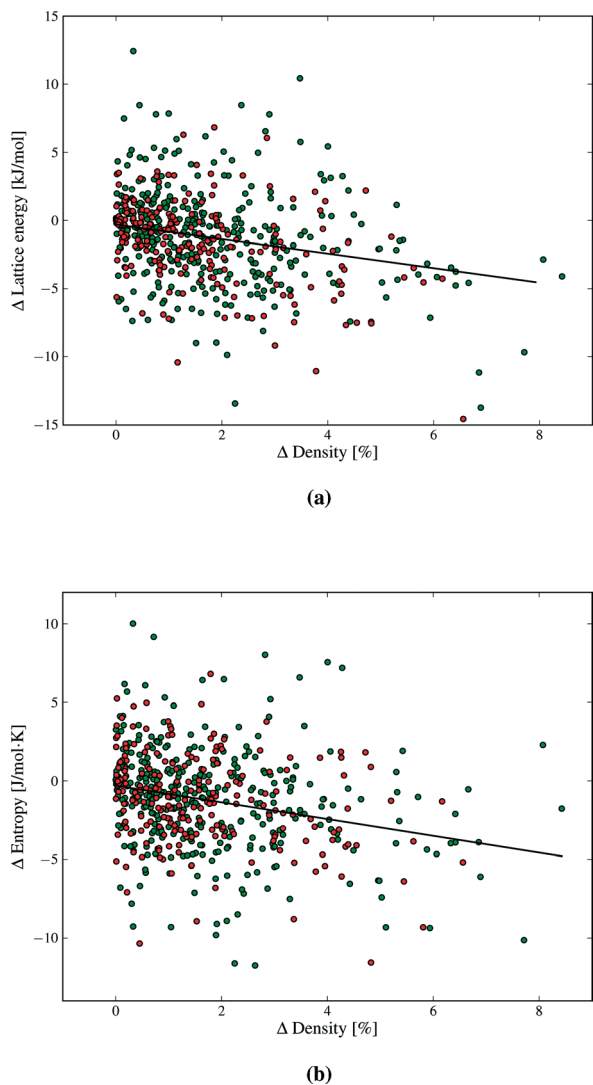 15
10
5
0
−5
−10
−15
Δ Lattice energy [kJ/mol]
0 2 4 6 8
Δ Density [%]
(a)
10
5
0
−5
−10
Δ Entropy [J/mol·K]
0 2 4 6 8
Δ Density [%]
(b)